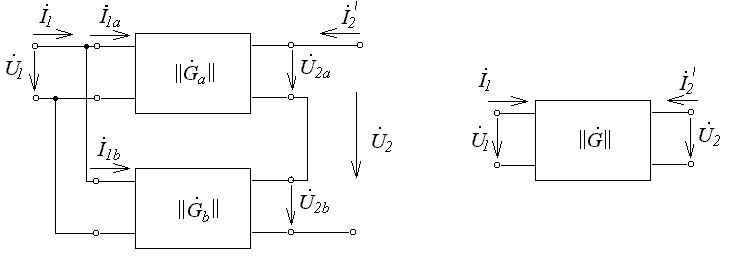 İ₁ İ₁ₐ İ₂'
U̇₁ ||Ġₐ|| U̇₂ₐ
İ₁ İ₂'
U̇₂ U̇₁ ||Ġ|| U̇₂
İ₁b
||Ġb|| U̇₂b